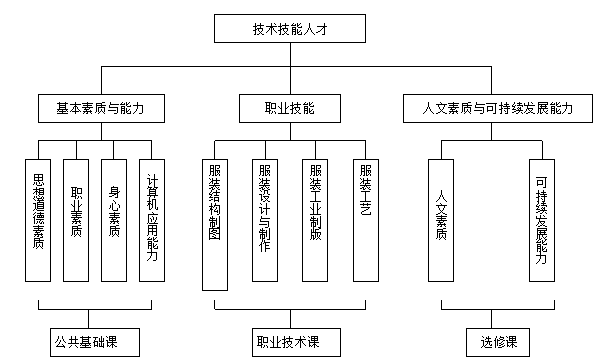 技术技能人才
基本素质与能力
职业技能
人文素质与可持续发展能力
思想道德素质
职业素质
身心素质
计算机应用能力
服装结构制图
服装设计与制作
服装工业制版
服装工艺
人文素质
可持续发展能力
公共基础课
职业技术课
选修课